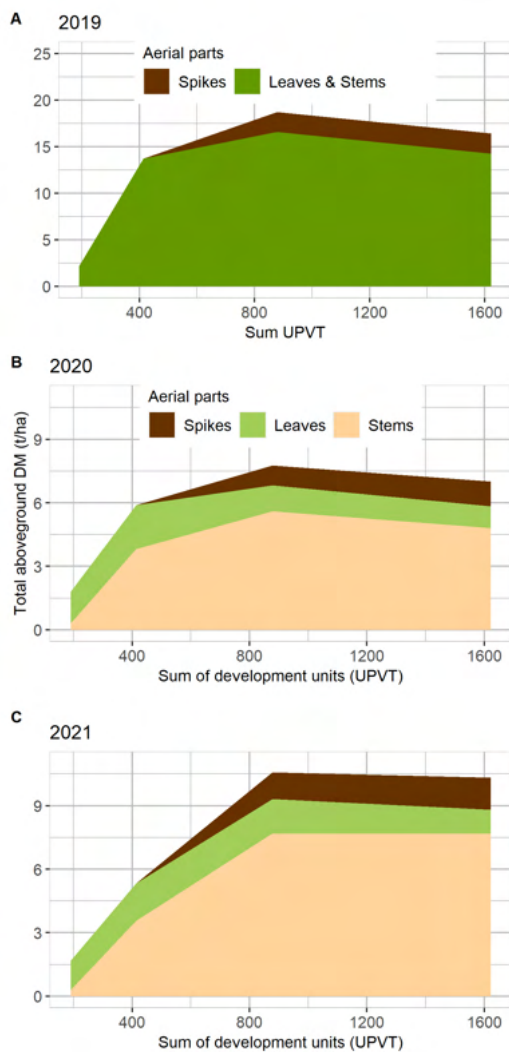 A
2019
Aerial parts
Spikes Leaves & Stems
25
20
15
10
5
0
400 800 1200 1600
Sum UPVT
B
2020
Aerial parts
Spikes Leaves Stems
Total aboveground DM (t/ha)
9
6
3
0
400 800 1200 1600
Sum of development units (UPVT)
C
2021
9
6
3
0
400 800 1200 1600
Sum of development units (UPVT)